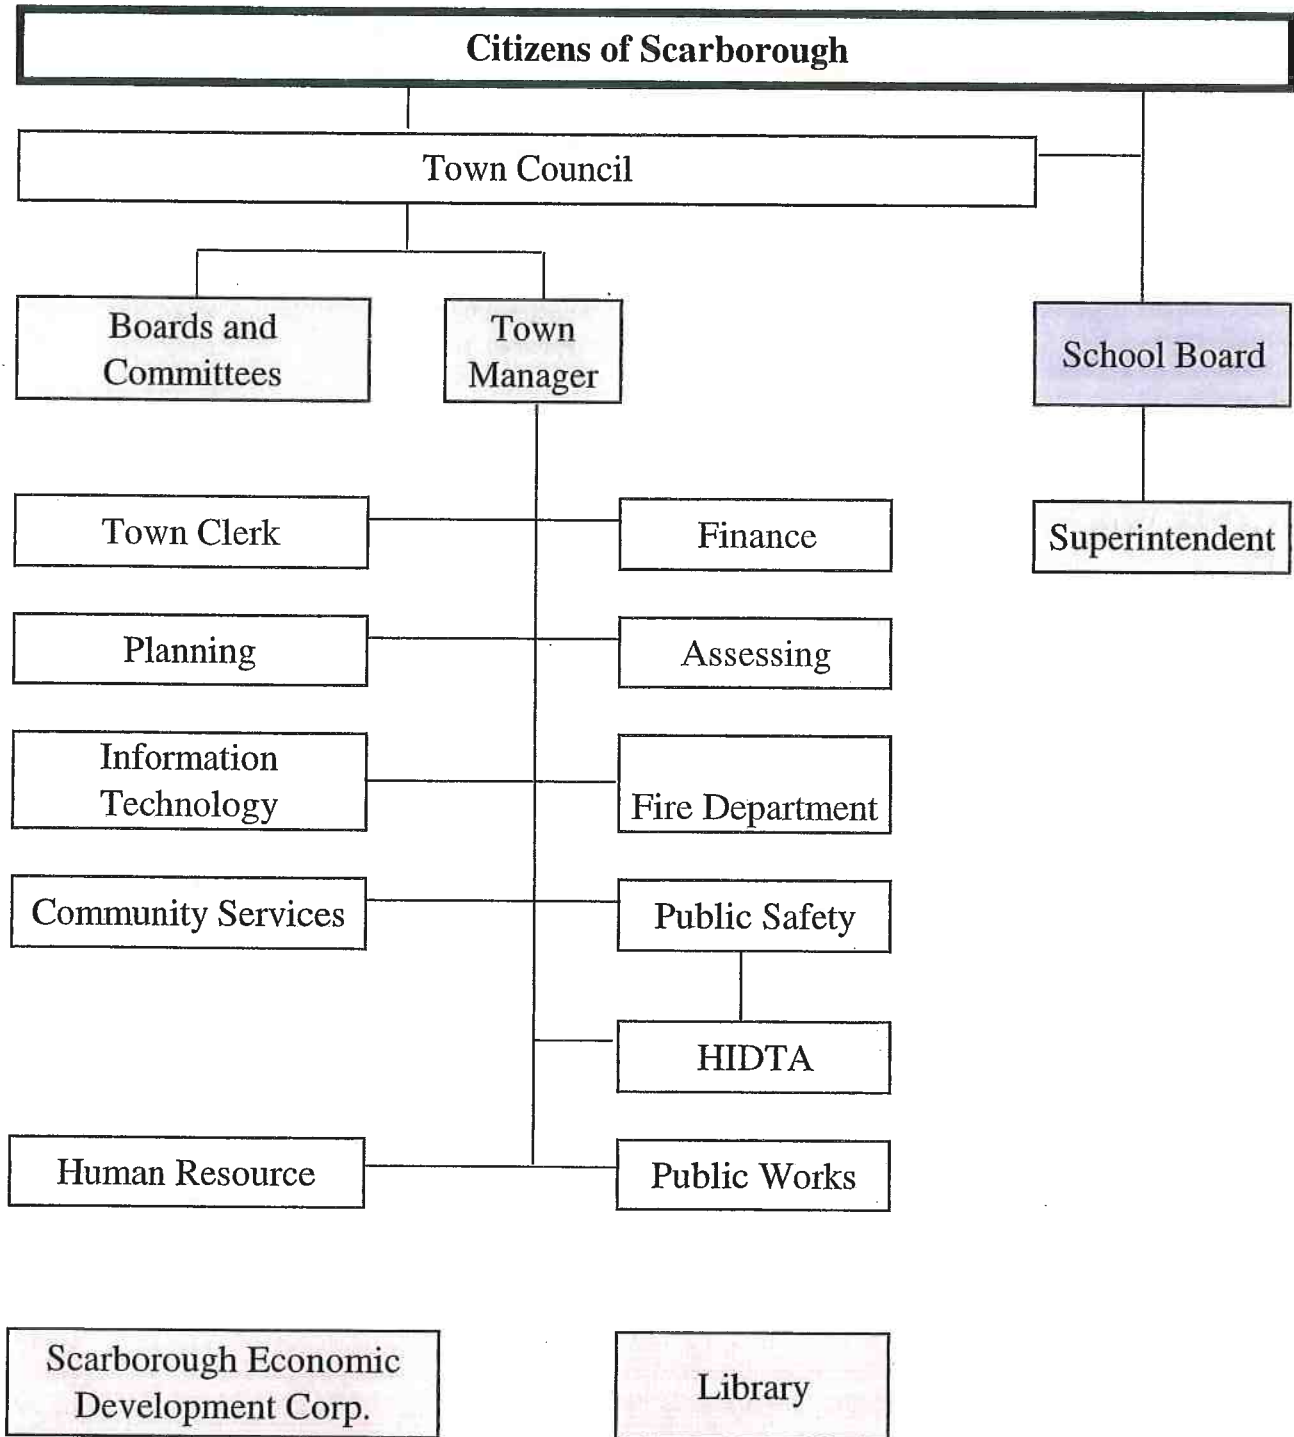 Citizens of Scarborough
Town Council
Boards and
Committees
Town
Manager
School Board
Town Clerk
Finance
Superintendent
Planning
Assessing
Information
Technology
Fire Department
Community Services
Public Safety
HIDTA
Human Resource
Public Works
Scarborough Economic
Development Corp.
Library